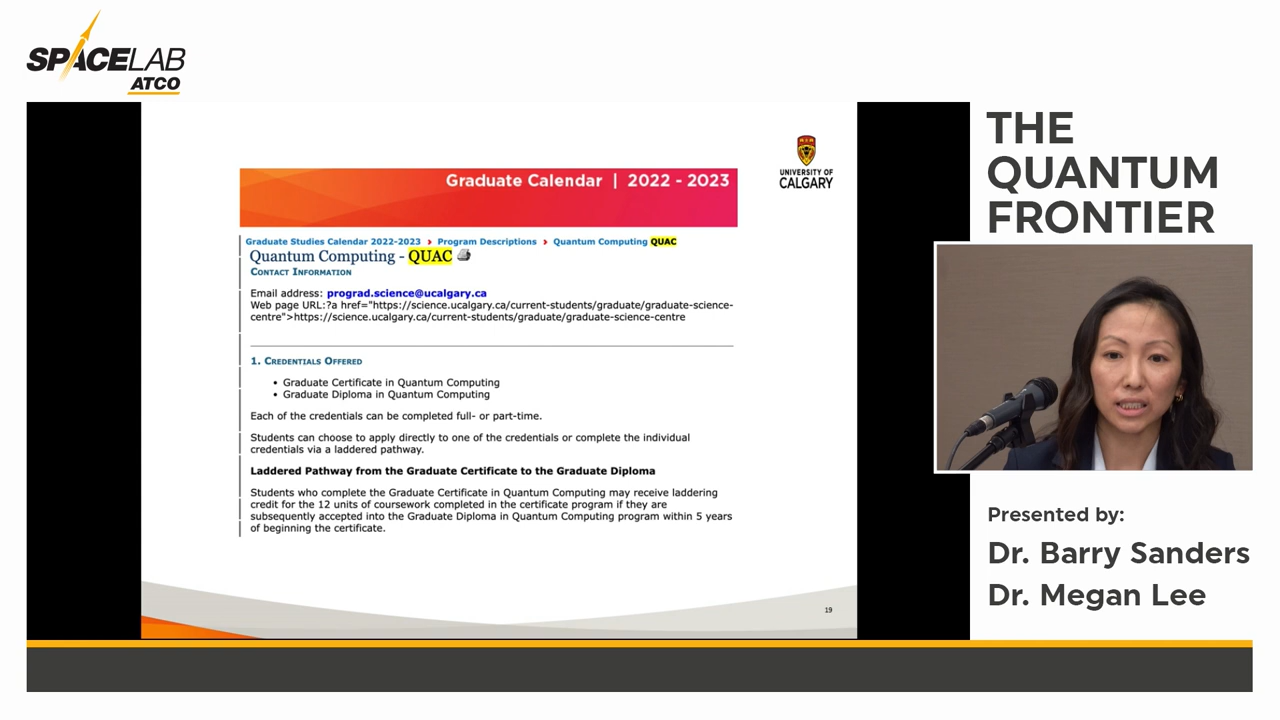 SPACELAB
ATCO
THE
QUANTUM
FRONTIER
UNIVERSITY OF
CALGARY
Graduate Calendar | 2022 - 2023
Graduate Studies Calendar 2022-2023 › Program Descriptions › Quantum Computing QUAC
Quantum Computing - QUAC
CONTACT INFORMATION
Email address: prograd.science@ucalgary.ca
Web page URL:?a href="https://science.ucalgary.ca/current-students/graduate/graduate-science-
centre">https://science.ucalgary.ca/current-students/graduate/graduate-science-centre
1. CREDENTIALS OFFERED
• Graduate Certificate in Quantum Computing
• Graduate Diploma in Quantum Computing
Each of the credentials can be completed full- or part-time.
Students can choose to apply directly to one of the credentials or complete the individual
credentials via a laddered pathway.
Laddered Pathway from the Graduate Certificate to the Graduate Diploma
Students who complete the Graduate Certificate in Quantum Computing may receive laddering
credit for the 12 units of coursework completed in the certificate program if they are
subsequently accepted into the Graduate Diploma in Quantum Computing program within 5 years
of beginning the certificate.
19
Presented by:
Dr. Barry Sanders
Dr. Megan Lee